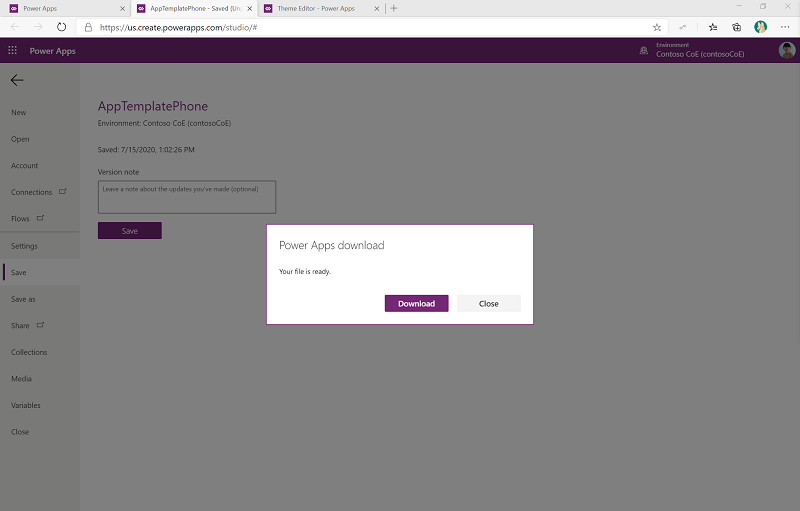 Power Apps
AppTemplatePhone - Saved (Un
Theme Editor - Power Apps
https://us.create.powerapps.com/studio/#
Power Apps
Environment
Contoso CoE (contosoCoE)
New
Open
Account
Connections
Flows
Settings
Save
Save as
Share
Collections
Media
Variables
Close
AppTemplatePhone
Environment: Contoso CoE (contosoCoE)
Saved: 7/15/2020, 1:02:26 PM
Version note
Leave a note about the updates you've made (optional)
Save
Power Apps download
Your file is ready.
Download
Close